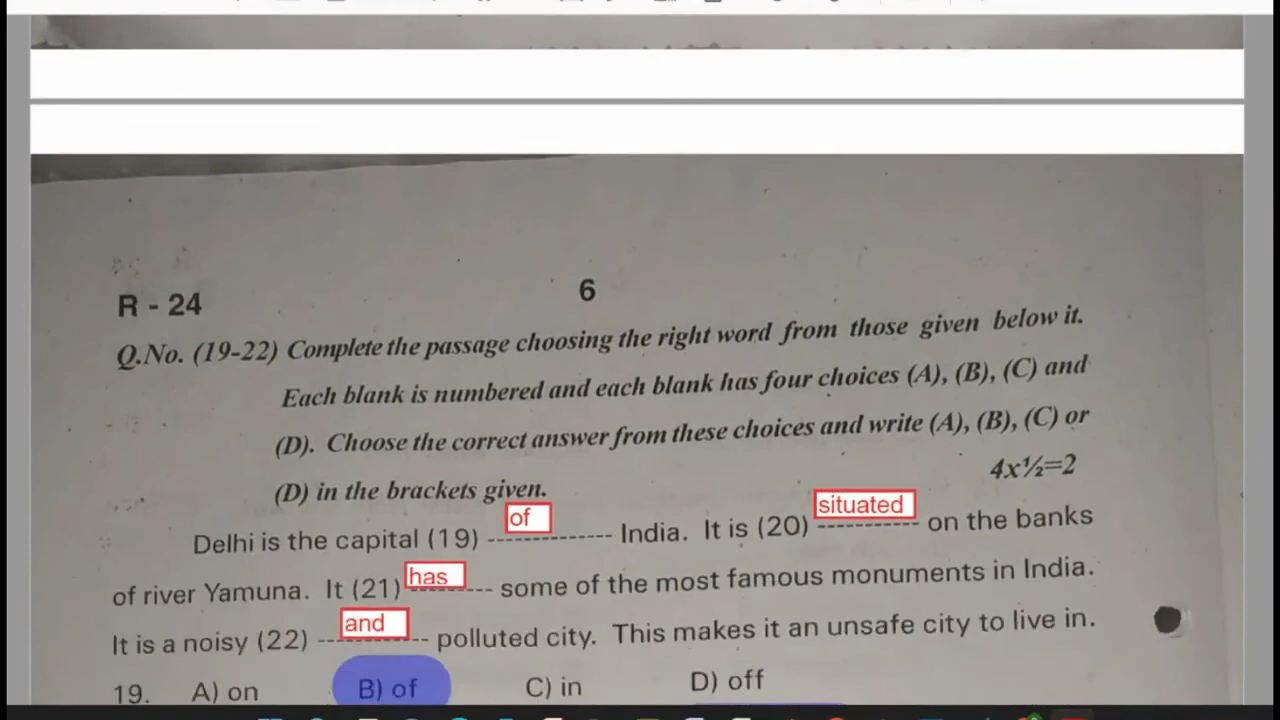 R - 24
6
Q.No. (19-22) Complete the passage choosing the right word from those given below it.
Each blank is numbered and each blank has four choices (A), (B), (C) and
(D). Choose the correct answer from these choices and write (A), (B), (C) or
(D) in the brackets given.
4x½=2
Delhi is the capital (19) of -------------- India. It is (20) situated ----------- on the banks
of river Yamuna. It (21) has --------- some of the most famous monuments in India.
It is a noisy (22) and ------------ polluted city. This makes it an unsafe city to live in.
19. A) on B) of C) in D) off